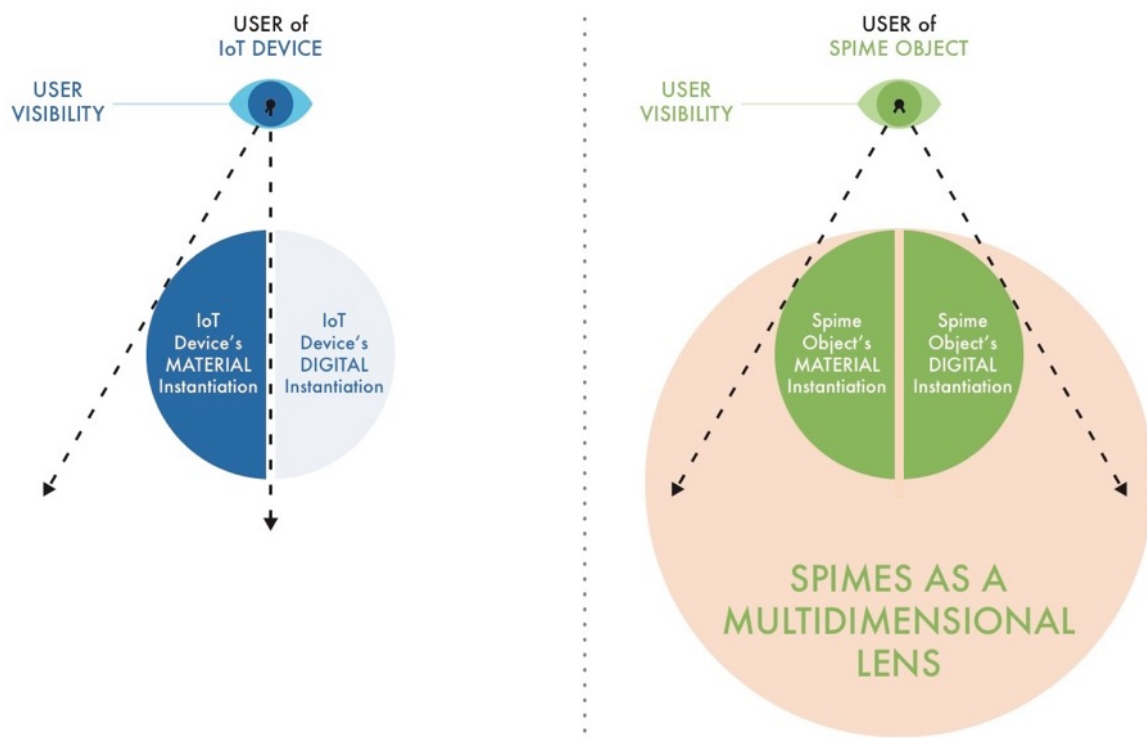 USER of
IoT DEVICE
USER
VISIBILITY
IoT
Device's
MATERIAL
Instantiation
IoT
Device's
DIGITAL
Instantiation
USER of
SPIME OBJECT
USER
VISIBILITY
Spime
Object's
MATERIAL
Instantiation
Spime
Object's
DIGITAL
Instantiation
SPIMES AS A
MULTIDIMENSIONAL
LENS